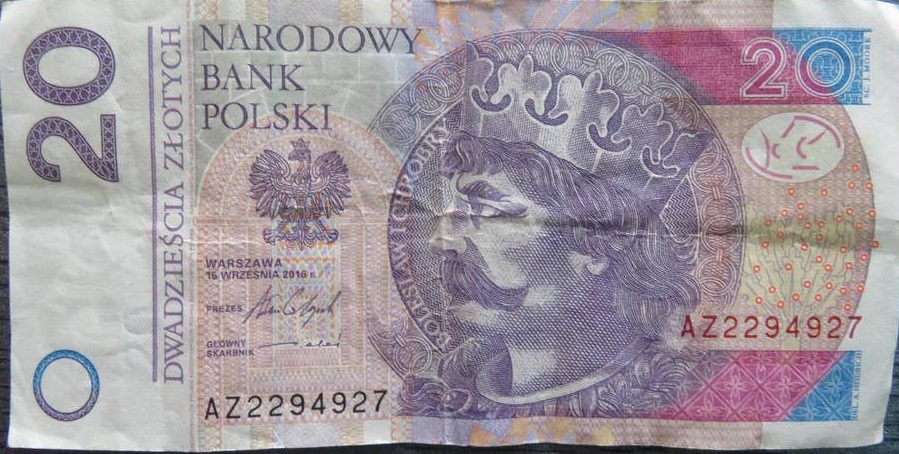 20
DWADZIEŚCIA ZŁOTYCH
NARODOWY
BANK
POLSKI
WARSZAWA
15 WRZEŚNIA 2016 r.
PREZES
GŁÓWNY
SKARBNIK
AZ2294927
BOLESŁAW I CHROBRY
20
AZ2294927